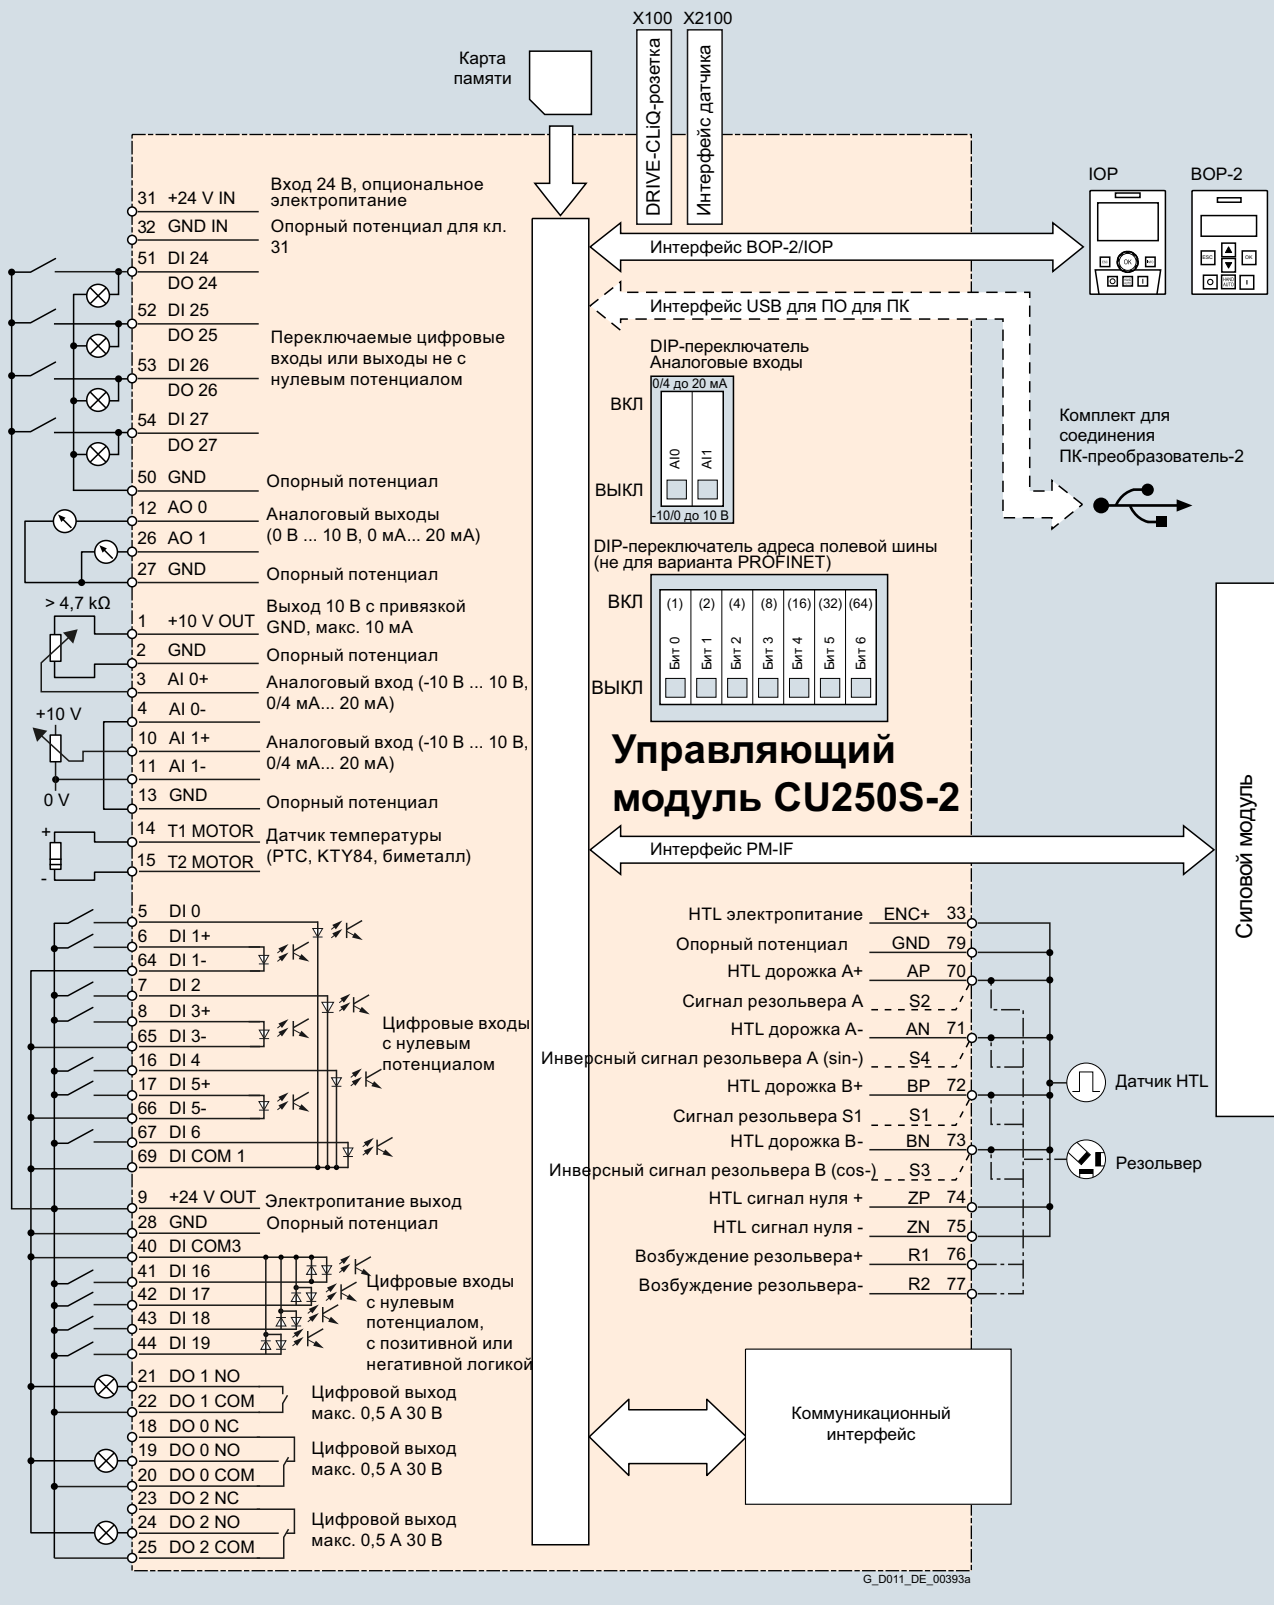 X100 X2100
Карта
памяти
DRIVE-CLiQ-розетка
Интерфейс датчика
IOP
BOP-2
31 +24 V IN
Вход 24 В, опциональное
электропитание
32 GND IN
Опорный потенциал для кл.
31
51 DI 24
DO 24
52 DI 25
DO 25
53 DI 26
DO 26
54 DI 27
DO 27
Переключаемые цифровые
входы или выходы не с
нулевым потенциалом
50 GND
Опорный потенциал
12 AO 0
26 AO 1
Аналоговый выходы
(0 В ... 10 В, 0 мА... 20 мА)
27 GND
Опорный потенциал
> 4,7 kΩ
1 +10 V OUT
Выход 10 В с привязкой
GND, макс. 10 мА
2 GND
Опорный потенциал
3 AI 0+
4 AI 0-
Аналоговый вход (-10 В ... 10 В,
0/4 мА... 20 мА)
+10 V
0 V
10 AI 1+
11 AI 1-
Аналоговый вход (-10 В ... 10 В,
0/4 мА... 20 мА)
13 GND
Опорный потенциал
+
-
14 T1 MOTOR
15 T2 MOTOR
Датчик температуры
(PTC, KTY84, биметалл)
5 DI 0
6 DI 1+
64 DI 1-
7 DI 2
8 DI 3+
65 DI 3-
16 DI 4
17 DI 5+
66 DI 5-
67 DI 6
69 DI COM 1
Цифровые входы
с нулевым
потенциалом
9 +24 V OUT
Электропитание выход
28 GND
Опорный потенциал
40 DI COM3
41 DI 16
42 DI 17
43 DI 18
44 DI 19
Цифровые входы
с нулевым
потенциалом,
с позитивной или
негативной логикой
21 DO 1 NO
22 DO 1 COM
Цифровой выход
макс. 0,5 А 30 В
18 DO 0 NC
19 DO 0 NO
20 DO 0 COM
Цифровой выход
макс. 0,5 А 30 В
23 DO 2 NC
24 DO 2 NO
25 DO 2 COM
Цифровой выход
макс. 0,5 А 30 В
Интерфейс BOP-2/IOP
Интерфейс USB для ПО для ПК
ESC
OK
OK
Комплект для
соединения
ПК-преобразователь-2
DIP-переключатель
Аналоговые входы
0/4 до 20 мА
ВКЛ
AI0
AI1
ВЫКЛ
-10/0 до 10 В
DIP-переключатель адреса полевой шины
(не для варианта PROFINET)
ВКЛ
(1) (2) (4) (8) (16) (32) (64)
Бит 0
Бит 1
Бит 2
Бит 3
Бит 4
Бит 5
Бит 6
ВЫКЛ
Управляющий
модуль CU250S-2
Интерфейс PM-IF
Силовой модуль
HTL электропитание ENC+ 33
Опорный потенциал GND 79
HTL дорожка A+ AP 70
Сигнал резольвера A S2
HTL дорожка A- AN 71
Инверсный сигнал резольвера A (sin-) S4
HTL дорожка B+ BP 72
Сигнал резольвера S1 S1
HTL дорожка B- BN 73
Инверсный сигнал резольвера B (cos-) S3
HTL сигнал нуля + ZP 74
HTL сигнал нуля - ZN 75
Возбуждение резольвера+ R1 76
Возбуждение резольвера- R2 77
Датчик HTL
Резольвер
Коммуникационный
интерфейс
G_D011_DE_00393a